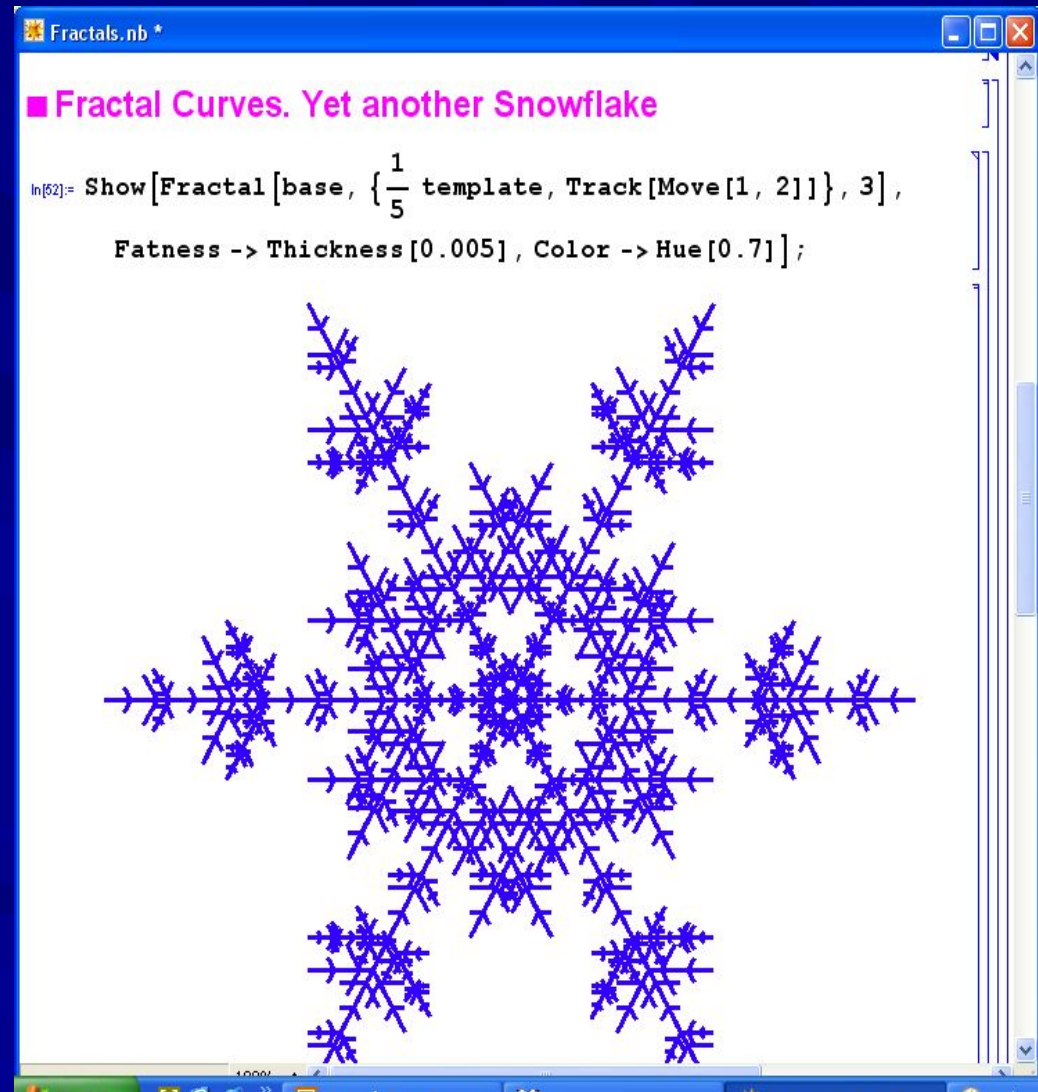 Fractals.nb *
■ Fractal Curves. Yet another Snowflake
In[52]:= Show[Fractal[base, {1/5 template, Track[Move[1, 2]]}, 3],
Fatness -> Thickness[0.005], Color -> Hue[0.7]];